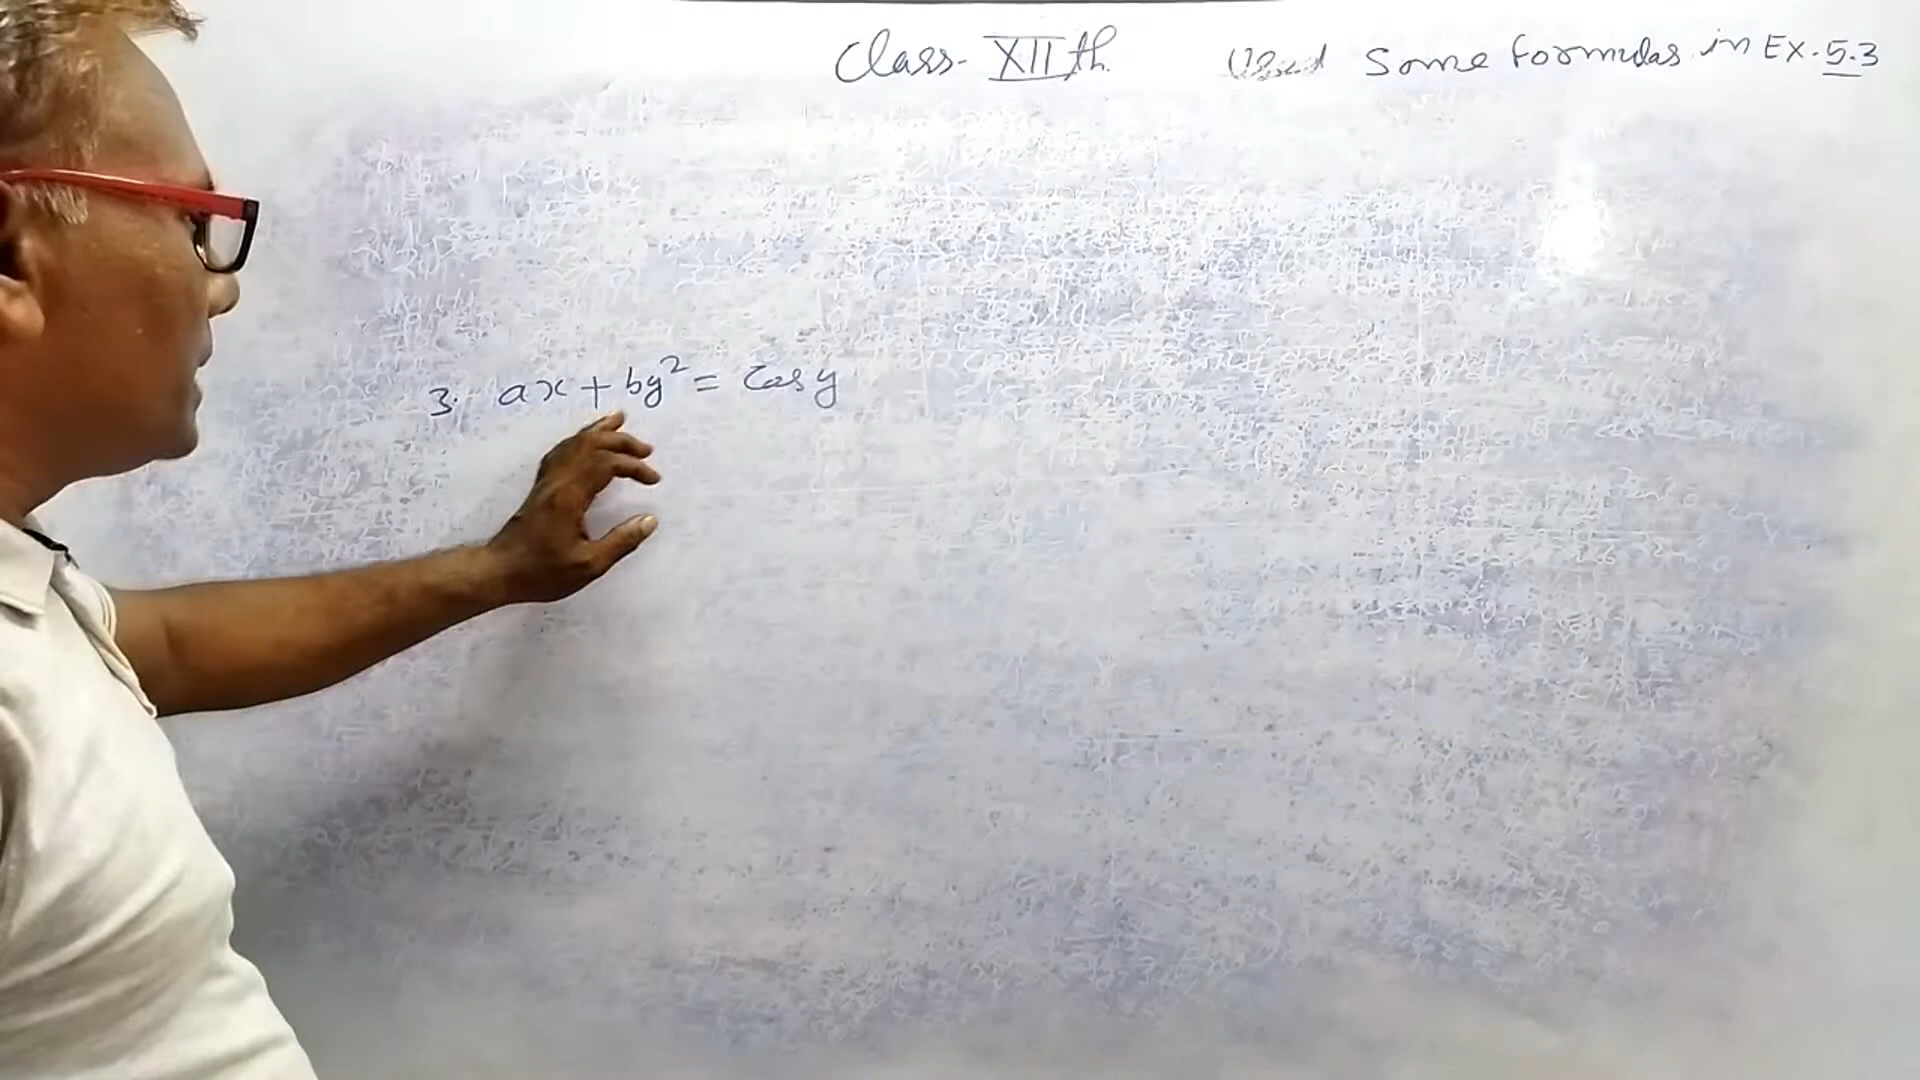 Class- XIIth Used Some formulas in Ex. 5.3
3. ax + by² = Cos y